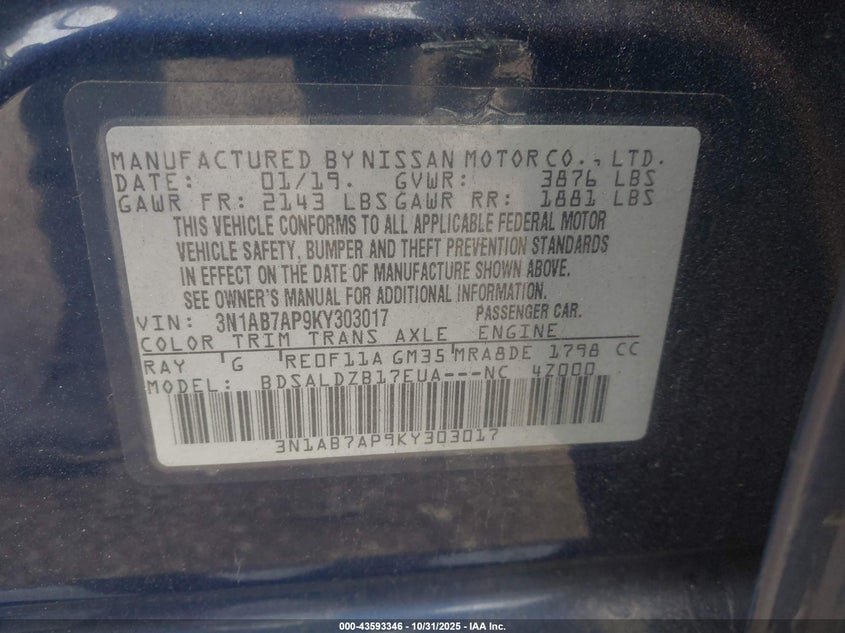 MANUFACTURED BY NISSAN MOTOR CO., LTD.
DATE: 01/19. GVWR: 3876 LBS
GAWR FR: 2143 LBS GAWR RR: 1881 LBS
THIS VEHICLE CONFORMS TO ALL APPLICABLE FEDERAL MOTOR
VEHICLE SAFETY, BUMPER AND THEFT PREVENTION STANDARDS
IN EFFECT ON THE DATE OF MANUFACTURE SHOWN ABOVE.
SEE OWNER'S MANUAL FOR ADDITIONAL INFORMATION.
VIN: 3N1AB7AP9KY303017 PASSENGER CAR.
COLOR TRIM TRANS AXLE ENGINE
RAY G RE0F11A GM35 MRA8DE 1798 CC
MODEL: BDSALDZB17EUA---NC 4Z000
3N1AB7AP9KY303017
000-43593346 - 10/31/2025 - IAA Inc.